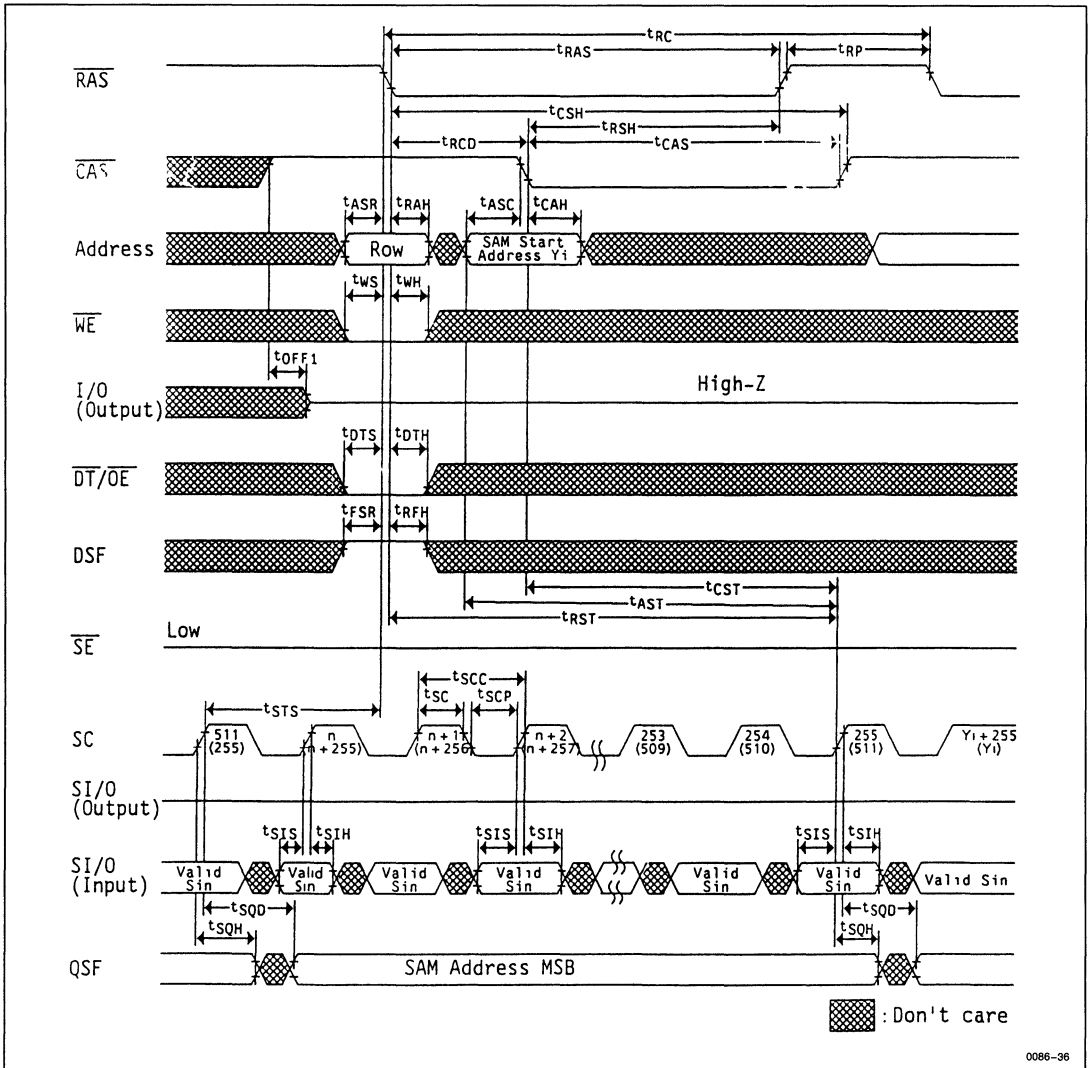 tRC
tRAS
tRP
RAS
tCSH
tRSH
tRCD
tCAS
CAS
tASR
tRAH
tASC
tCAH
Address
Row
SAM Start
Address Yi
tWS
tWH
WE
tOFF1
I/O
(Output)
High-Z
tDTS
tDTH
DT/OE
tFSR
tRFH
DSF
tCST
tAST
tRST
Low
SE
tSCC
tSC
tSCP
tSTS
SC
511
(255)
n
(n+255)
n+1
(n+256)
n+2
(n+257)
253
(509)
254
(510)
255
(511)
Yi+255
(Yi)
SI/O
(Output)
tSIS
tSIH
tSIS
tSIH
tSIS
tSIH
SI/O
(Input)
Valid
Sin
Valid
Sin
Valid
Sin
Valid
Sin
Valid
Sin
Valid
Sin
Valid Sin
tSQD
tSQD
tSQH
tSQH
QSF
SAM Address MSB
:Don't care
0086-36